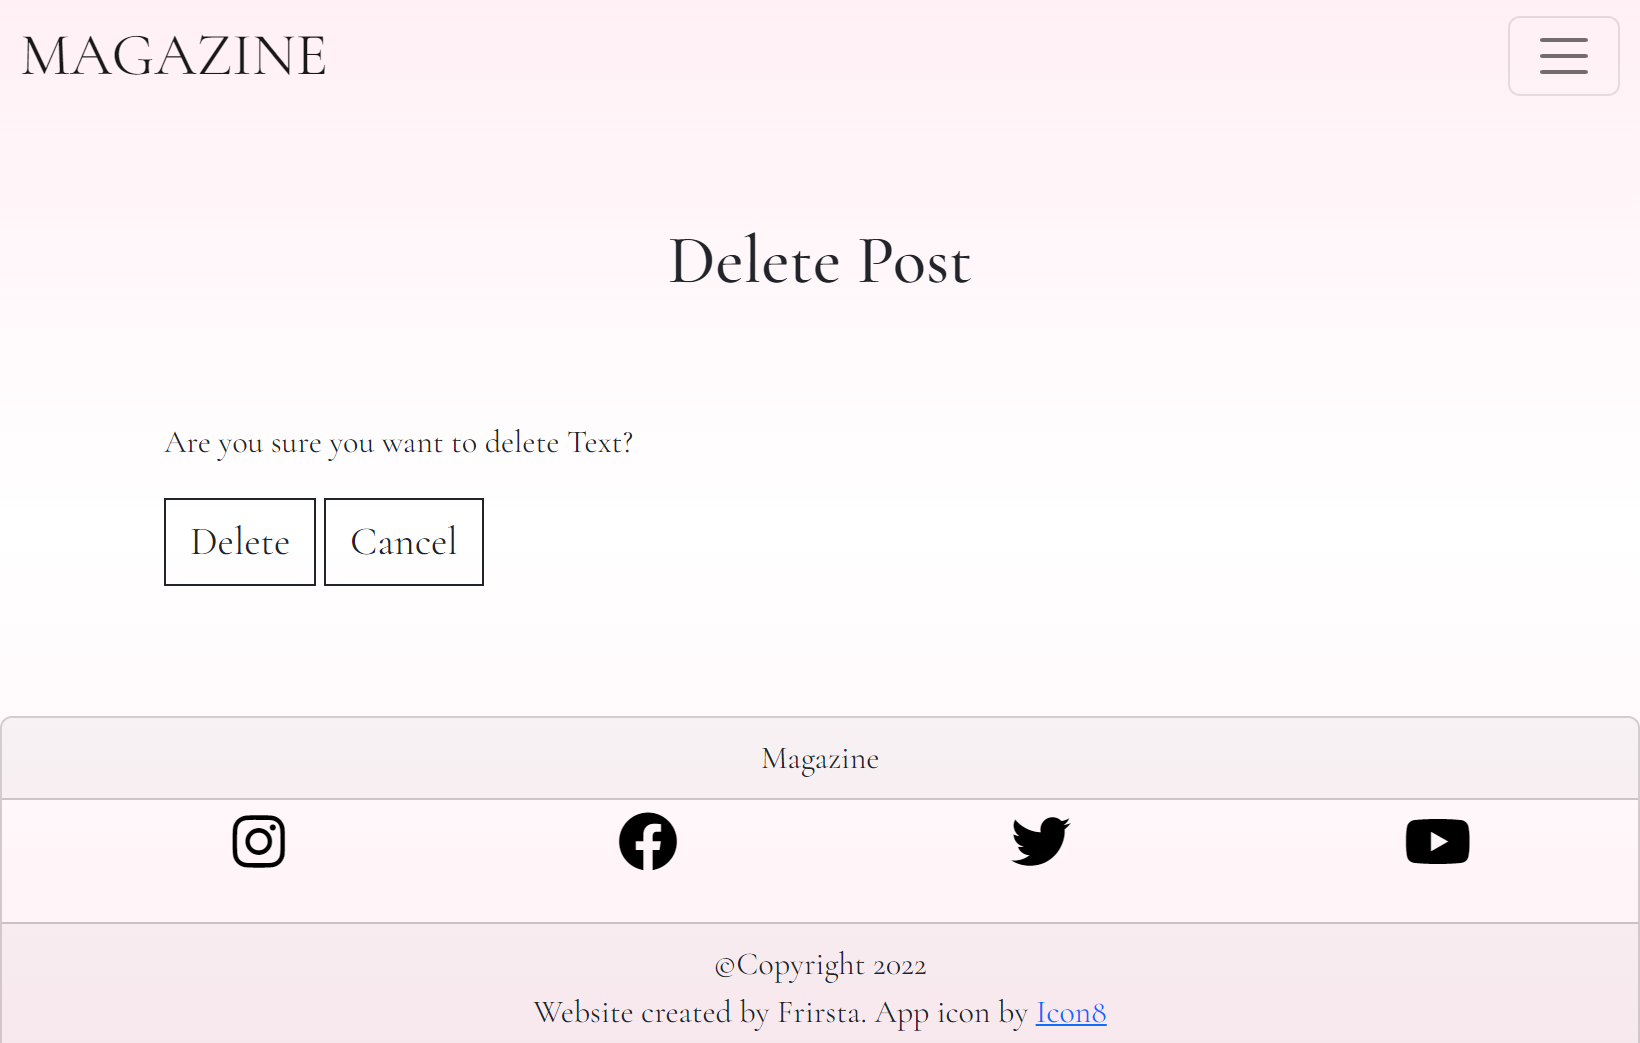 MAGAZINE
Delete Post
Are you sure you want to delete Text?
Delete Cancel
Magazine
©Copyright 2022
Website created by Frirsta. App icon by Icon8